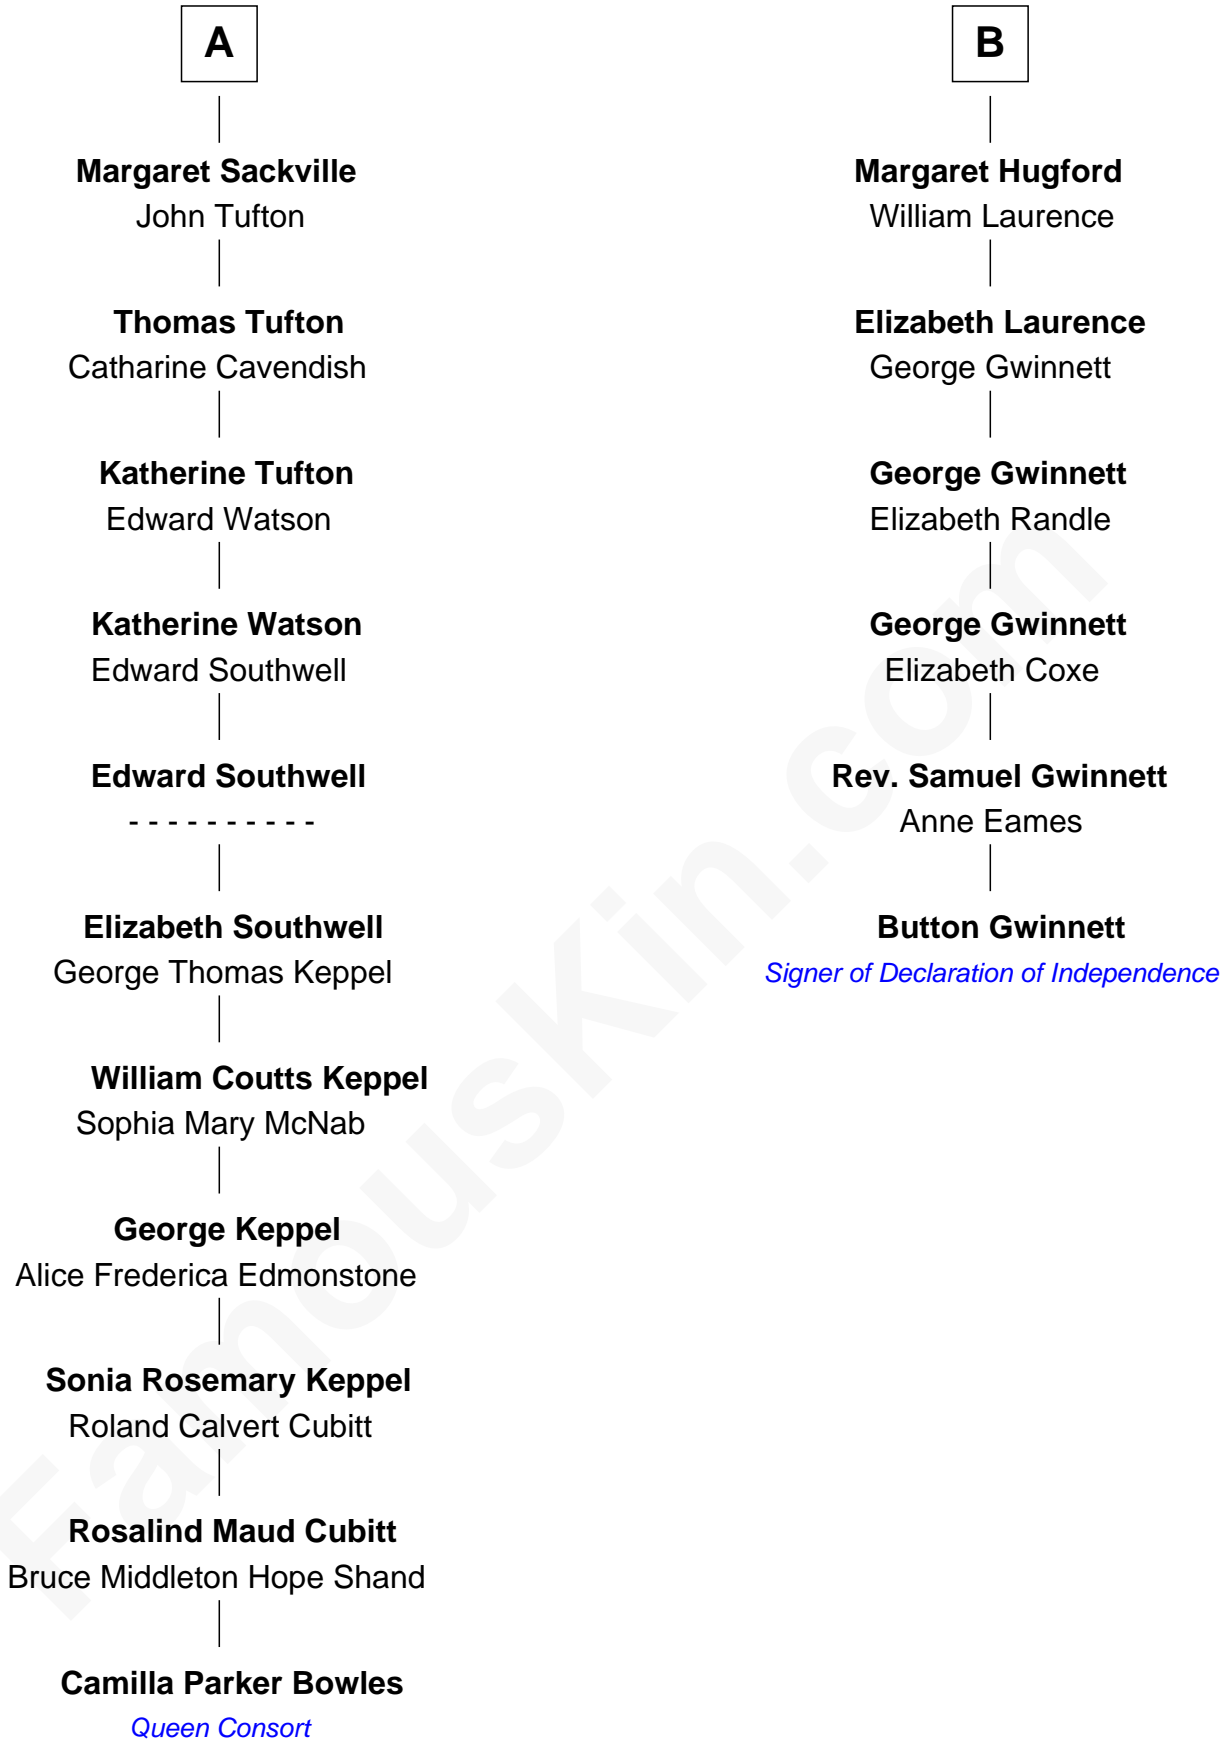 A
Margaret Sackville
John Tufton
Thomas Tufton
Catharine Cavendish
Katherine Tufton
Edward Watson
Katherine Watson
Edward Southwell
Edward Southwell
- - - - - - - - - -
Elizabeth Southwell
George Thomas Keppel
William Coutts Keppel
Sophia Mary McNab
George Keppel
Alice Frederica Edmonstone
Sonia Rosemary Keppel
Roland Calvert Cubitt
Rosalind Maud Cubitt
Bruce Middleton Hope Shand
Camilla Parker Bowles
Queen Consort
B
Margaret Hugford
William Laurence
Elizabeth Laurence
George Gwinnett
George Gwinnett
Elizabeth Randle
George Gwinnett
Elizabeth Coxe
Rev. Samuel Gwinnett
Anne Eames
Button Gwinnett
Signer of Declaration of Independence
FamousKin.com